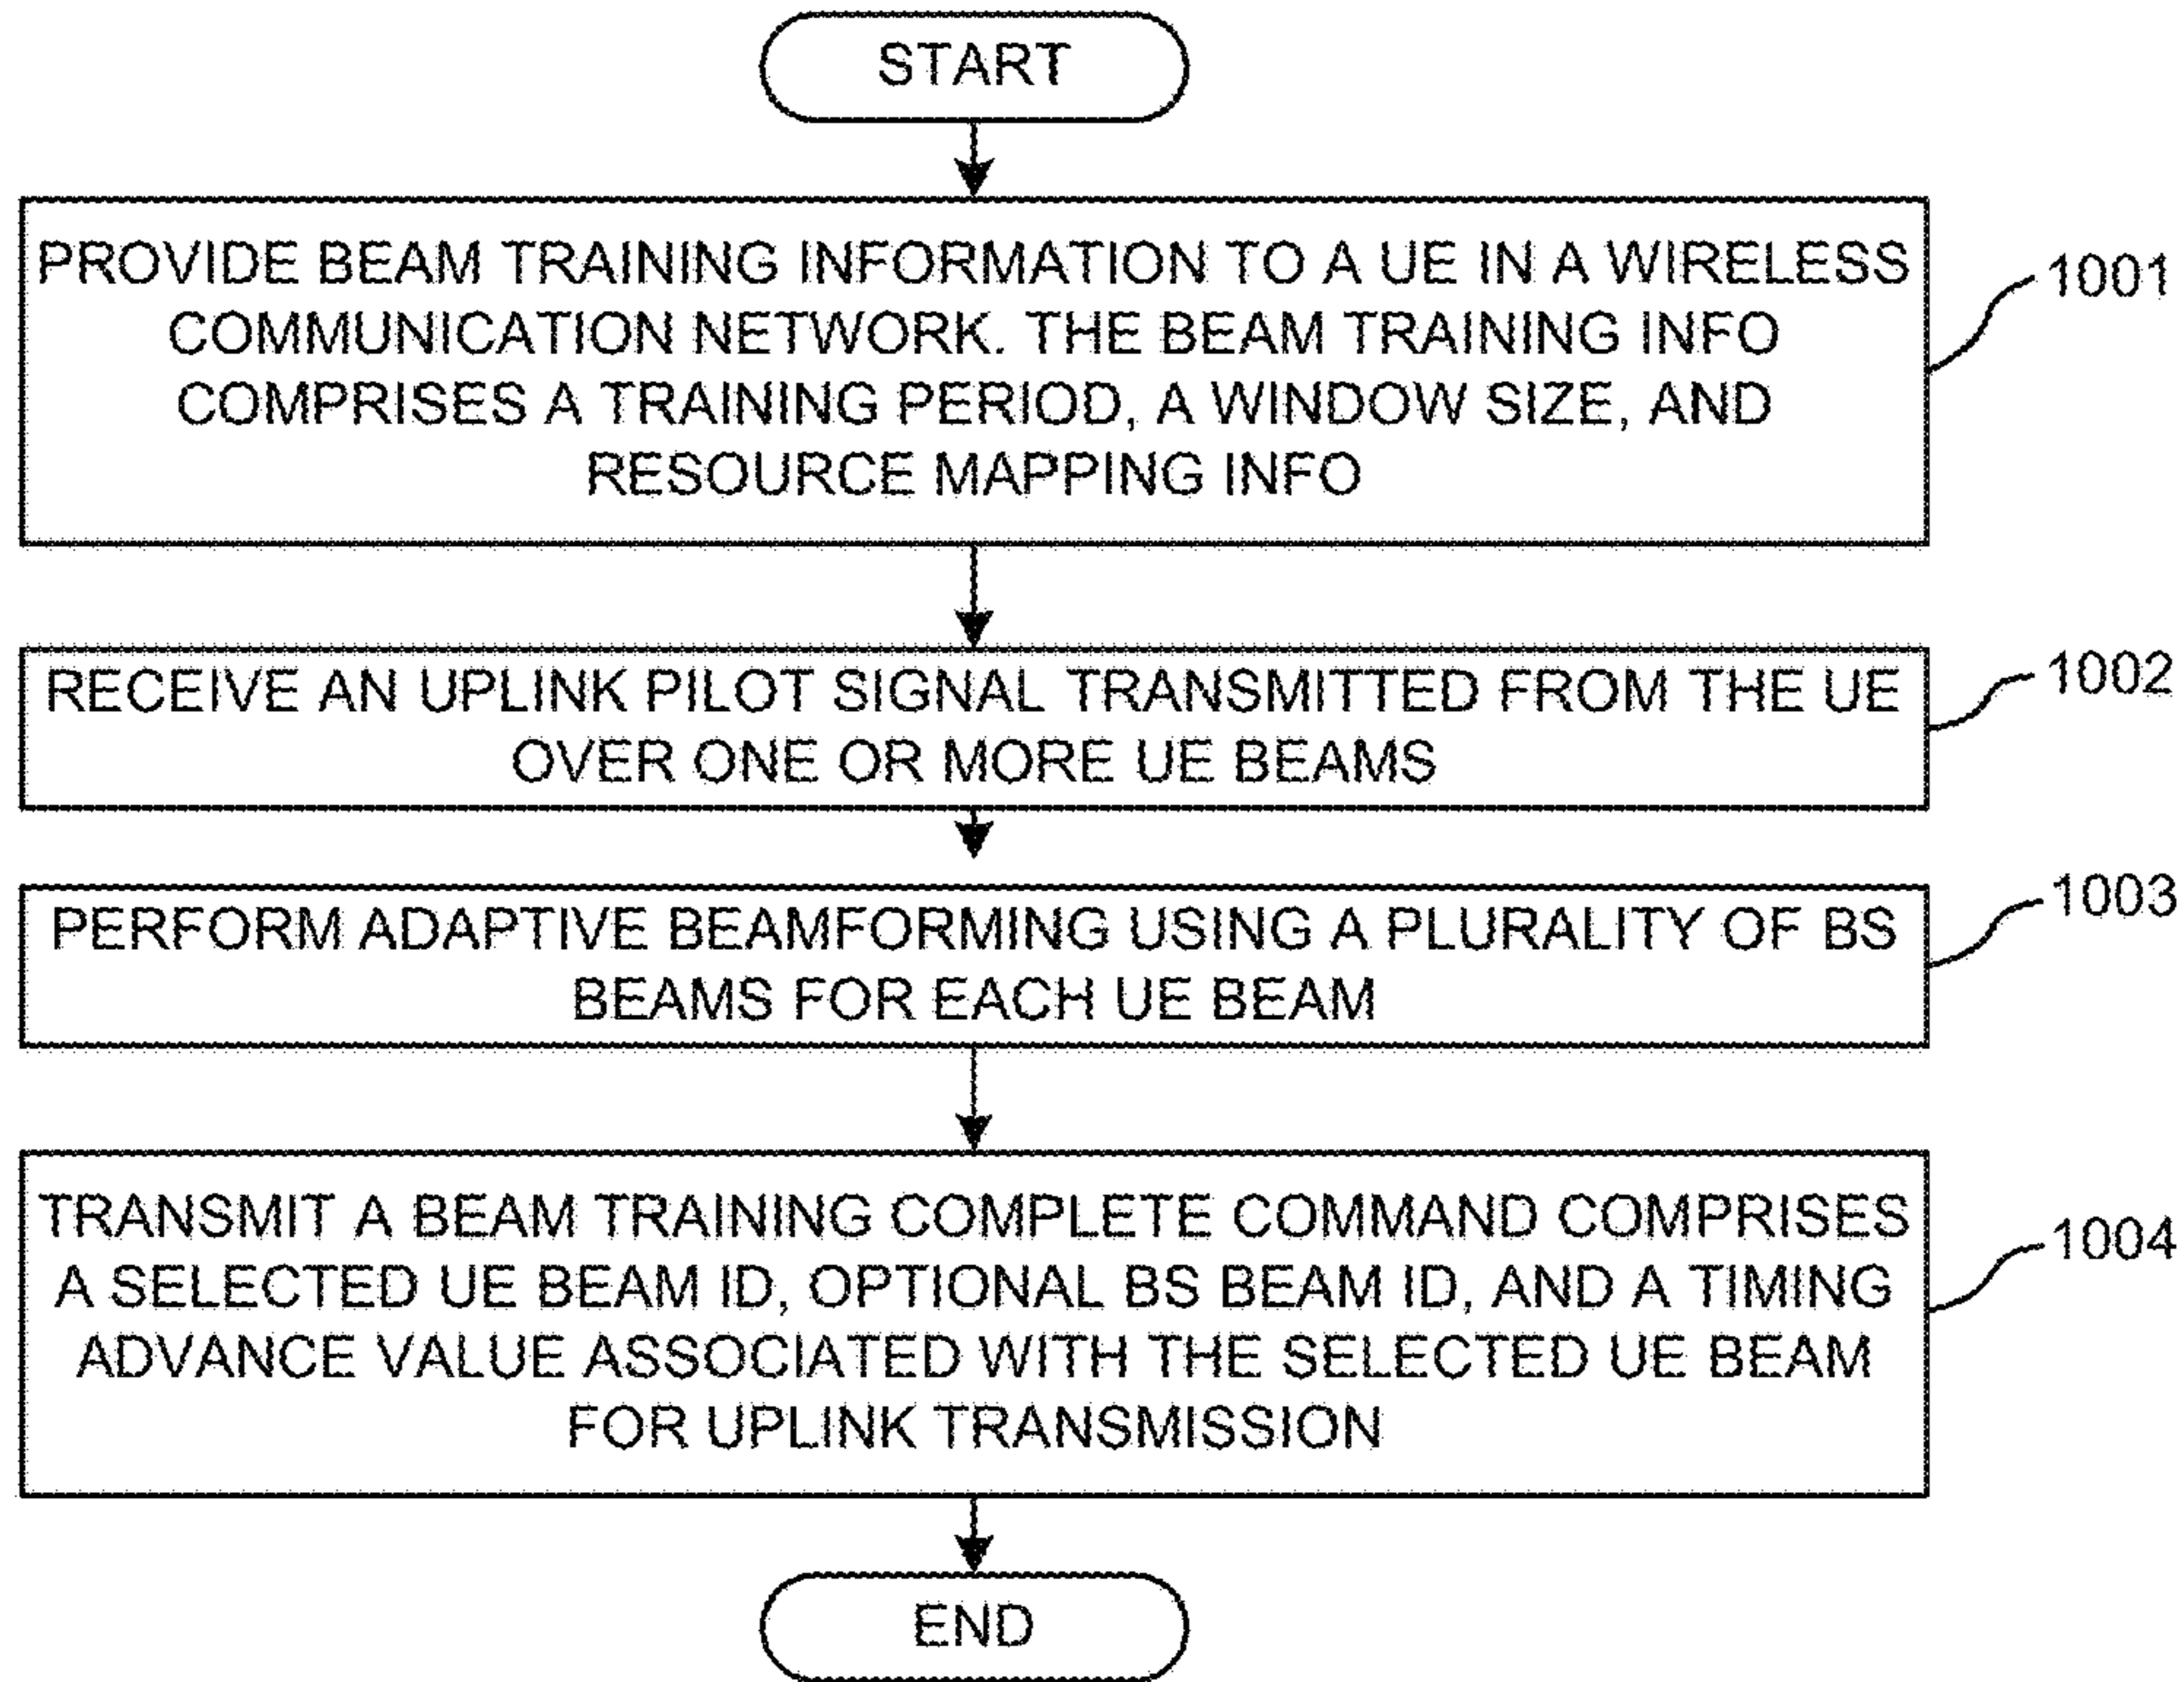 START
PROVIDE BEAM TRAINING INFORMATION TO A UE IN A WIRELESS
COMMUNICATION NETWORK. THE BEAM TRAINING INFO
COMPRISES A TRAINING PERIOD, A WINDOW SIZE, AND
RESOURCE MAPPING INFO
1001
RECEIVE AN UPLINK PILOT SIGNAL TRANSMITTED FROM THE UE
OVER ONE OR MORE UE BEAMS
1002
PERFORM ADAPTIVE BEAMFORMING USING A PLURALITY OF BS
BEAMS FOR EACH UE BEAM
1003
TRANSMIT A BEAM TRAINING COMPLETE COMMAND COMPRISES
A SELECTED UE BEAM ID, OPTIONAL BS BEAM ID, AND A TIMING
ADVANCE VALUE ASSOCIATED WITH THE SELECTED UE BEAM
FOR UPLINK TRANSMISSION
1004
END